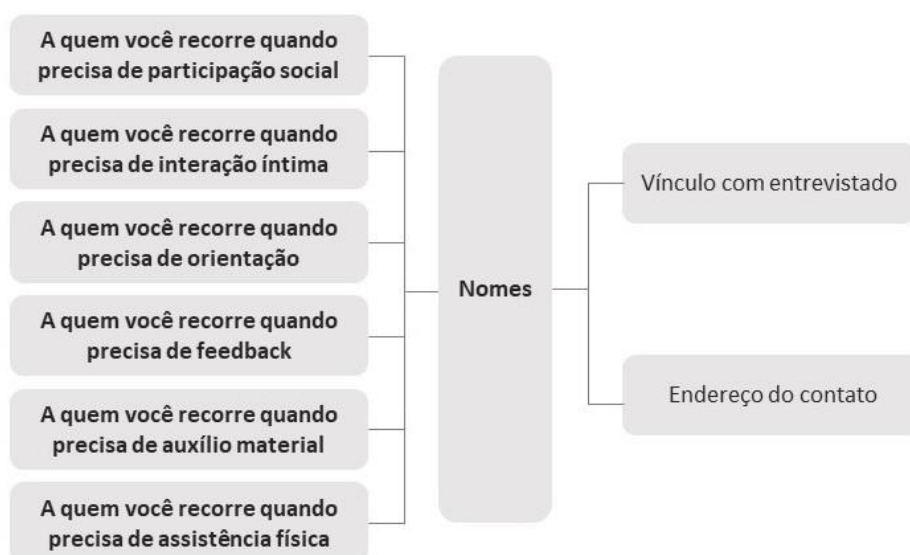 A quem você recorre quando
precisa de participação social
A quem você recorre quando
precisa de interação íntima
A quem você recorre quando
precisa de orientação
A quem você recorre quando
precisa de feedback
A quem você recorre quando
precisa de auxílio material
A quem você recorre quando
precisa de assistência física
Nomes
Vínculo com entrevistado
Endereço do contato